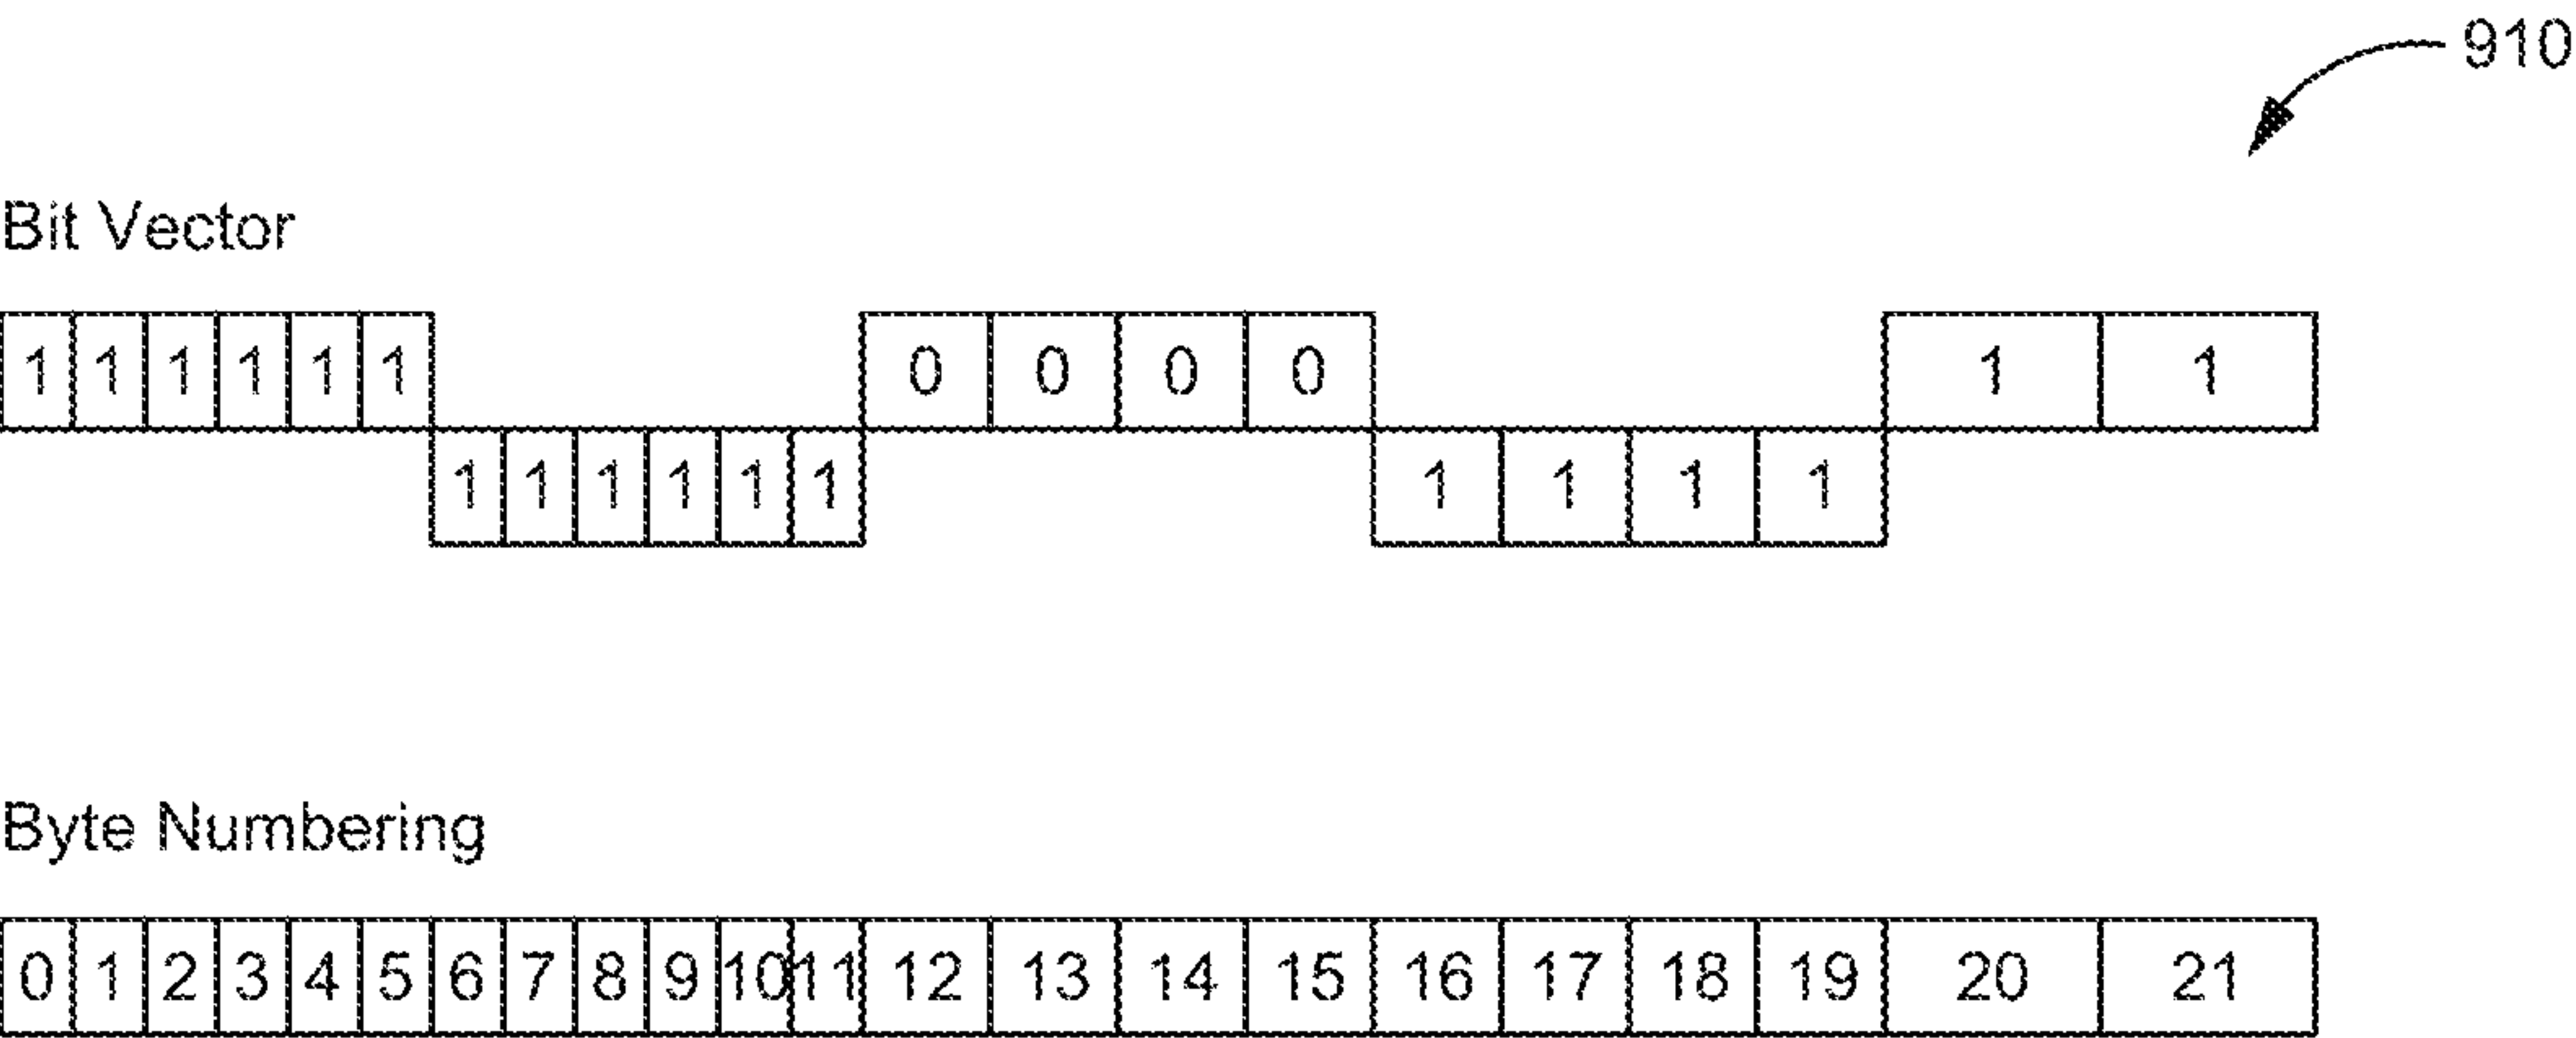 910
Bit Vector
1 1 1 1 1 1 0 0 0 0 1 1
1 1 1 1 1 1 1 1 1 1
Byte Numbering
0 1 2 3 4 5 6 7 8 9 10 11 12 13 14 15 16 17 18 19 20 21